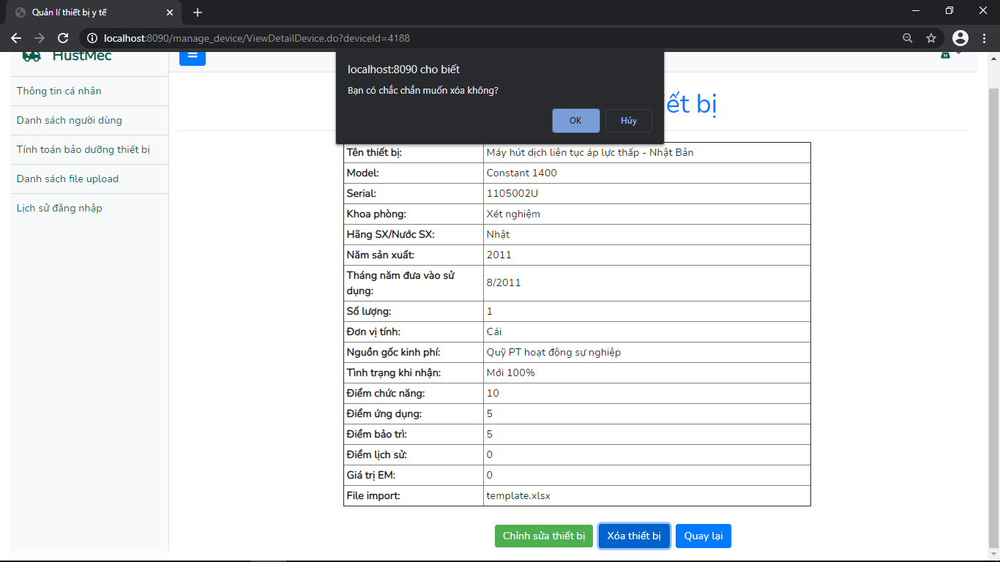 Quản lí thiết bị y tế
localhost:8090/manage_device/ViewDetailDevice.do?deviceId=4188
HustMec
localhost:8090 cho biết
Bạn có chắc chắn muốn xóa không?
OK Hủy
Thông tin cá nhân
Danh sách người dùng
Tính toán bảo dưỡng thiết bị
Danh sách file upload
Lịch sử đăng nhập
ết bị
Tên thiết bị: Máy hút dịch liên tục áp lực thấp - Nhật Bản
Model: Constant 1400
Serial: 1105002U
Khoa phòng: Xét nghiệm
Hãng SX/Nước SX: Nhật
Năm sản xuất: 2011
Tháng năm đưa vào sử
dụng: 8/2011
Số lượng: 1
Đơn vị tính: Cái
Nguồn gốc kinh phí: Quỹ PT hoạt động sự nghiệp
Tình trạng khi nhận: Mới 100%
Điểm chức năng: 10
Điểm ứng dụng: 5
Điểm bảo trì: 5
Điểm lịch sử: 0
Giá trị EM: 0
File import: template.xlsx
Chỉnh sửa thiết bị Xóa thiết bị Quay lại